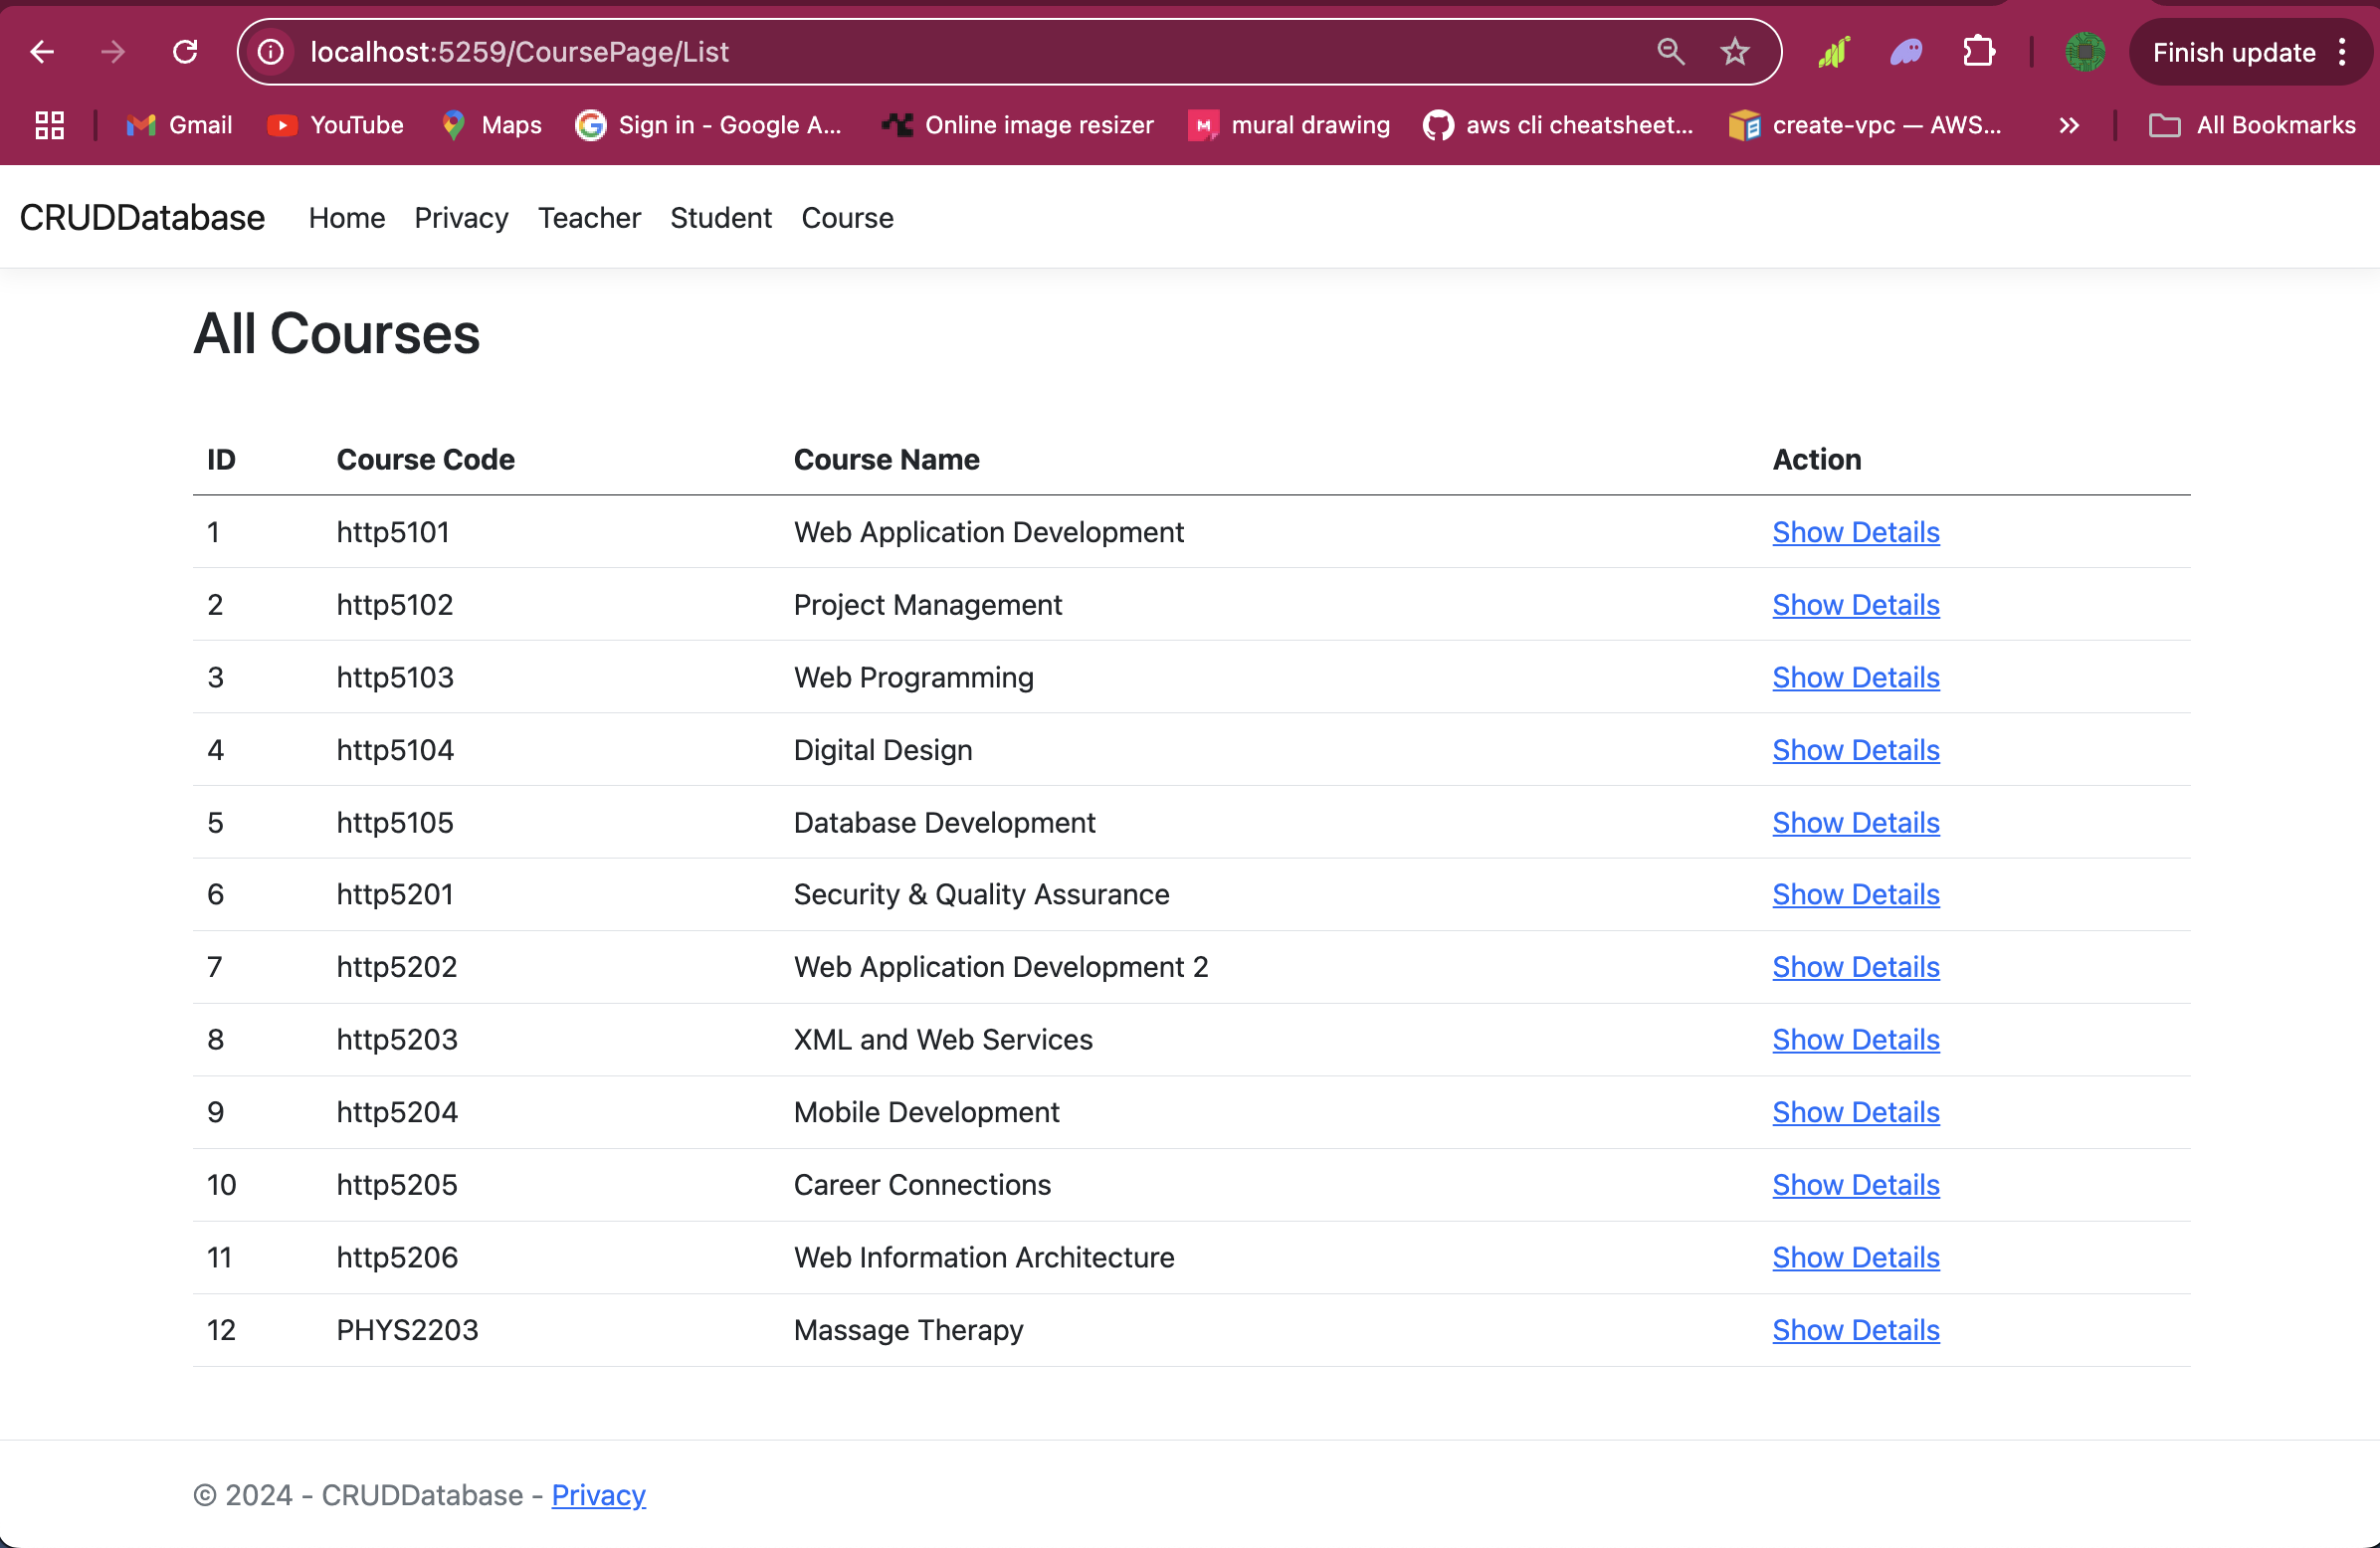 localhost:5259/CoursePage/List Finish update
Gmail YouTube Maps Sign in - Google A... Online image resizer mural drawing aws cli cheatsheet... create-vpc — AWS... All Bookmarks
CRUDDatabase Home Privacy Teacher Student Course
All Courses
ID Course Code Course Name Action
1 http5101 Web Application Development Show Details
2 http5102 Project Management Show Details
3 http5103 Web Programming Show Details
4 http5104 Digital Design Show Details
5 http5105 Database Development Show Details
6 http5201 Security & Quality Assurance Show Details
7 http5202 Web Application Development 2 Show Details
8 http5203 XML and Web Services Show Details
9 http5204 Mobile Development Show Details
10 http5205 Career Connections Show Details
11 http5206 Web Information Architecture Show Details
12 PHYS2203 Massage Therapy Show Details
© 2024 - CRUDDatabase - Privacy